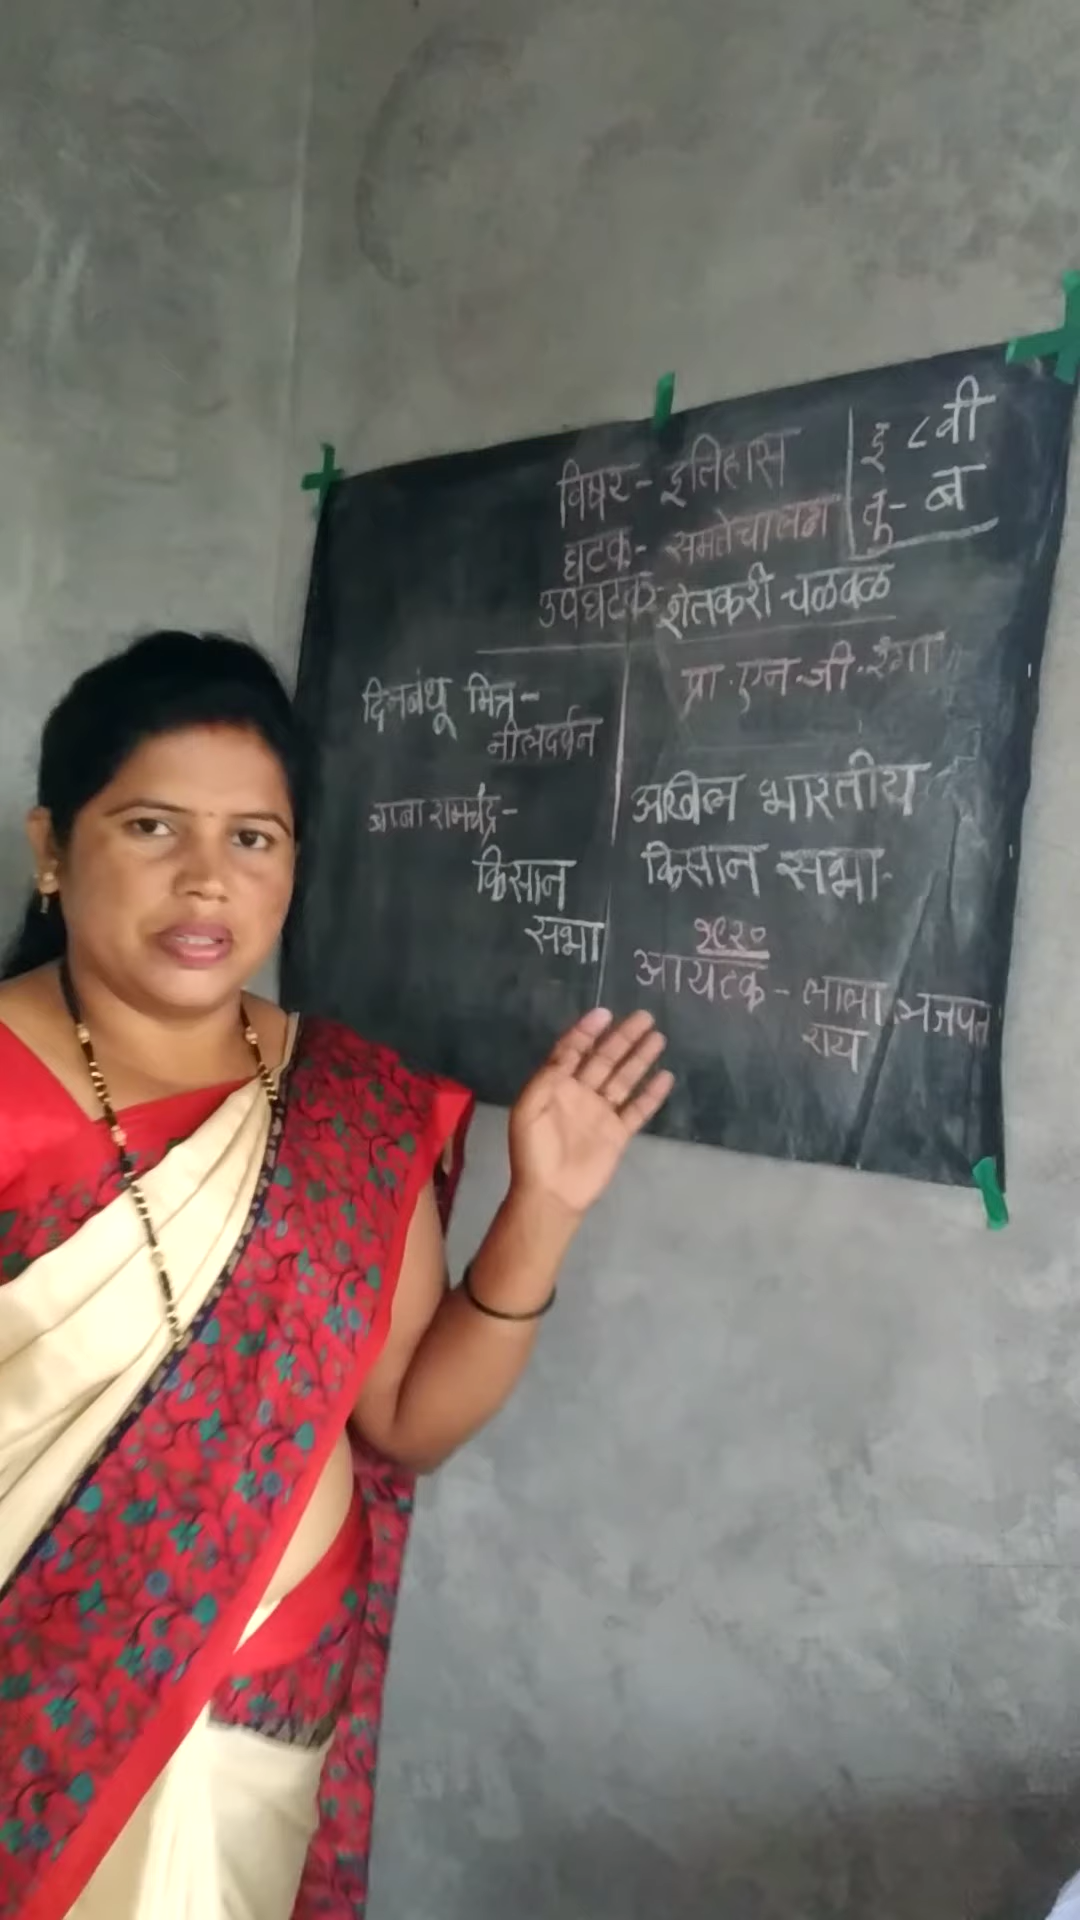 विषय - इतिहास
घटक - समतेचा लढा
उपघटक - शेतकरी चळवळ
इ ८वी
तु - ब
दिनबंधू मित्र -
नीलदर्पन
बाबा रामचंद्र -
किसान
सभा
प्रा. एन. जी. रंगा
अखिल भारतीय
किसान सभा
१९२०
आयटक - लाला लजपत
राय